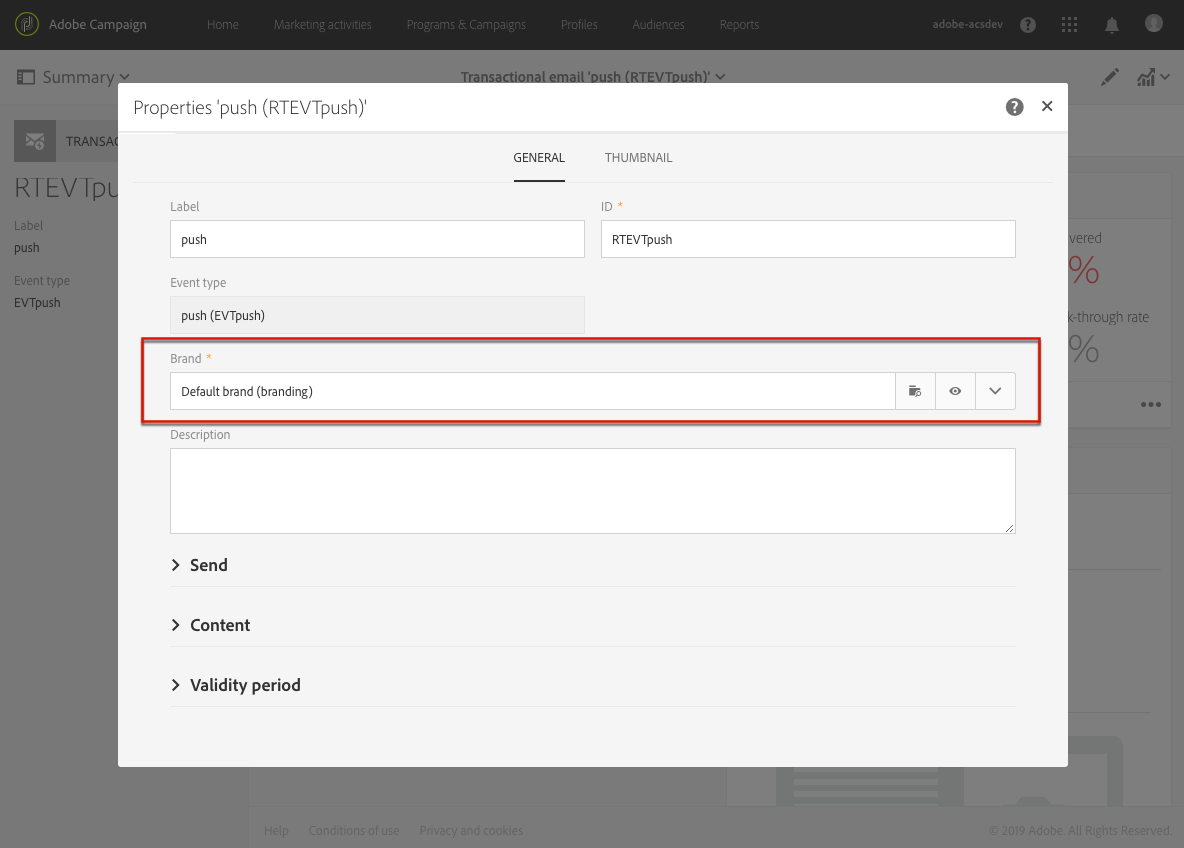 Adobe Campaign
Home
Marketing activities
Programs & Campaigns
Profiles
Audiences
Reports
adobe-acsdev
Summary
Transactional email 'push (RTEVTpush)'
Properties 'push (RTEVTpush)'
TRANSAC
GENERAL
THUMBNAIL
RTEVTpu
Label
push
Event type
EVTpush
Label
ID *
push
RTEVTpush
Event type
push (EVTpush)
Brand *
Default brand (branding)
Description
Send
Content
Validity period
vered
%
k-through rate
%
Help
Conditions of use
Privacy and cookies
© 2019 Adobe. All Rights Reserved.